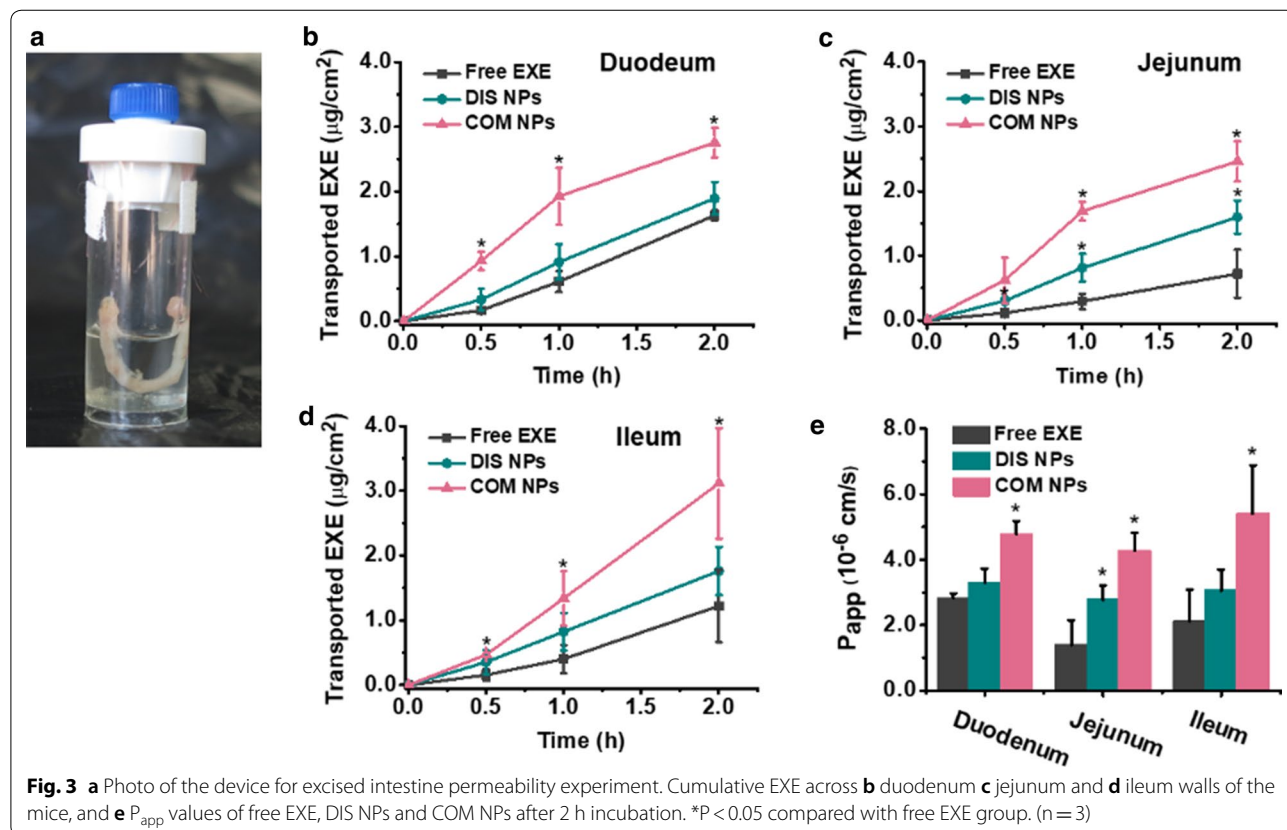 a
b
4.0
3.0
2.0
1.0
0.0
Transported EXE (µg/cm²)
Free EXE
DIS NPs
COM NPs
Duodeum
*
*
*
0.0 0.5 1.0 1.5 2.0
Time (h)
c
4.0
3.0
2.0
1.0
0.0
Transported EXE (µg/cm²)
Free EXE
DIS NPs
COM NPs
Jejunum
*
*
*
*
*
0.0 0.5 1.0 1.5 2.0
Time (h)
d
4.0
3.0
2.0
1.0
0.0
Transported EXE (µg/cm²)
Free EXE
DIS NPs
COM NPs
Ileum
*
*
*
0.0 0.5 1.0 1.5 2.0
Time (h)
e
8.0
6.0
4.0
2.0
0.0
Papp (10⁻⁶ cm/s)
Free EXE
DIS NPs
COM NPs
*
*
*
*
Duodenum Jejunum Ileum
Fig. 3 a Photo of the device for excised intestine permeability experiment. Cumulative EXE across b duodenum c jejunum and d ileum walls of the
mice, and e Papp values of free EXE, DIS NPs and COM NPs after 2 h incubation. *P < 0.05 compared with free EXE group. (n = 3)